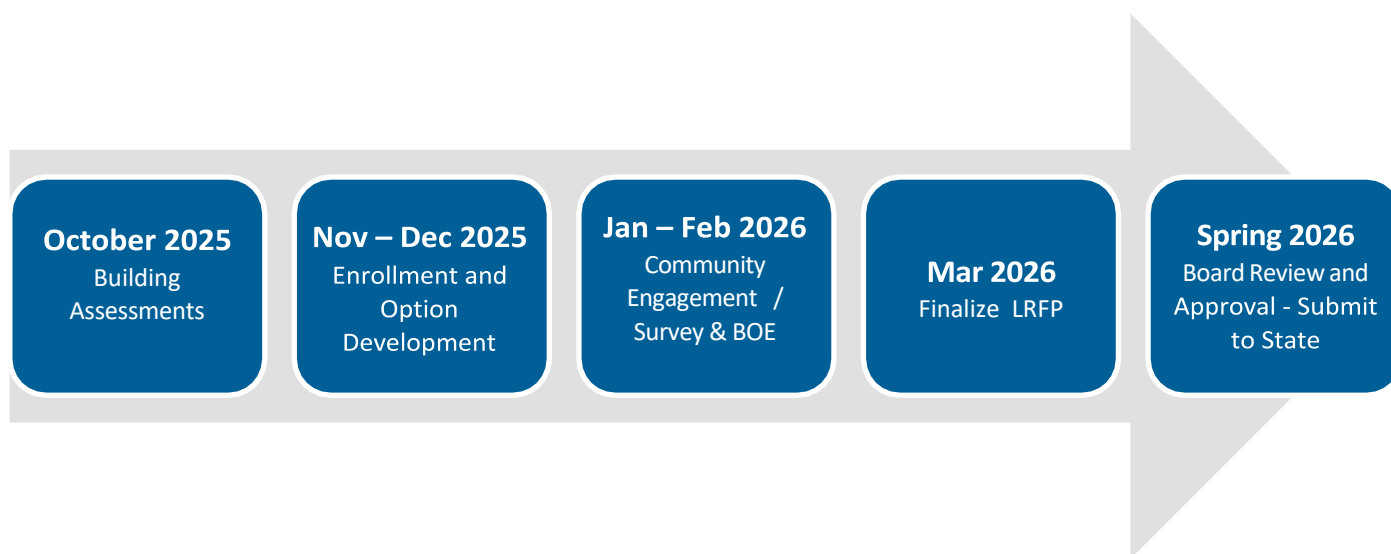 October 2025
Building
Assessments
Nov – Dec 2025
Enrollment and
Option
Development
Jan – Feb 2026
Community
Engagement /
Survey & BOE
Mar 2026
Finalize LRFP
Spring 2026
Board Review and
Approval - Submit
to State